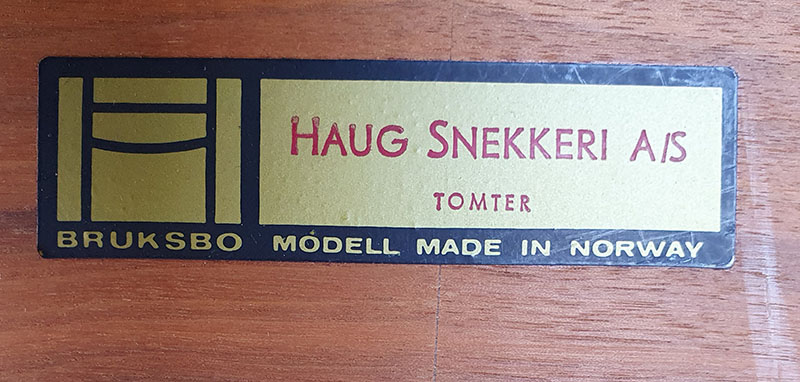 HAUG SNEKKERI A/S
TOMTER
BRUKSBO MODELL MADE IN NORWAY